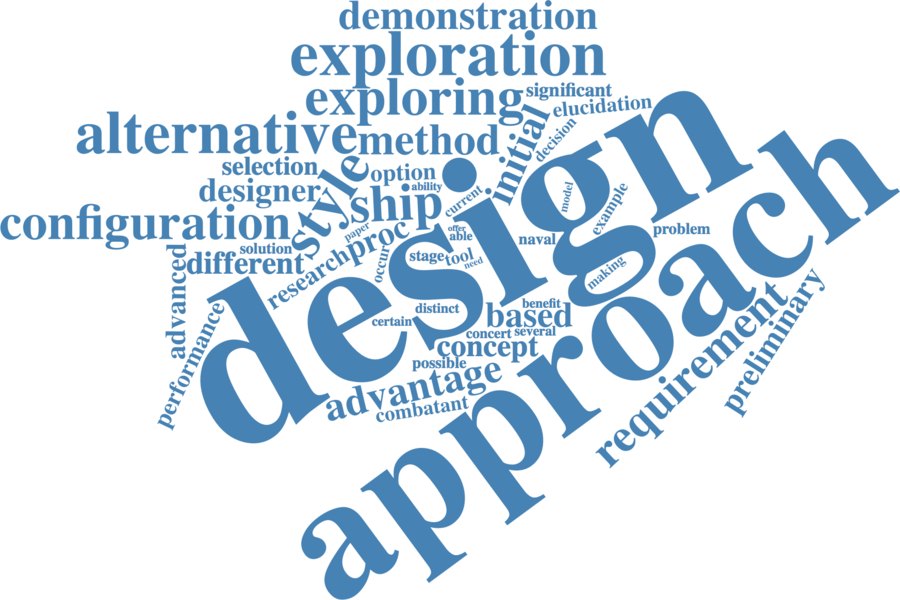 demonstration
exploration
exploring
significant
elucidation
alternative
method
initial
decision
design
approach
selection
style
option
designer
ship
ability
current
model
example
configuration
paper
proc
offer
able
naval
problem
solution
different
research
occur
stage
tool
need
making
advanced
performance
certain
distinct
benefit
based
concert
several
concept
possible
advantage
combatant
requirement
preliminary